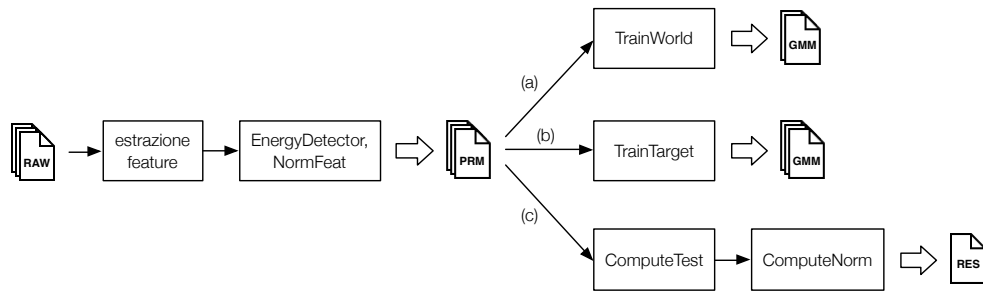 TrainWorld
GMM
(a)
RAW
estrazione
feature
EnergyDetector,
NormFeat
PRM
(b)
TrainTarget
GMM
(c)
ComputeTest
ComputeNorm
RES